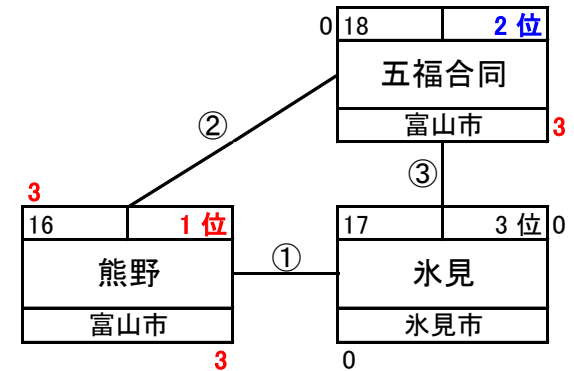 0 18 2位
五福合同
富山市 3
②
③
3
16 1位
熊野
富山市
3
①
17 3位 0
氷見
氷見市
0